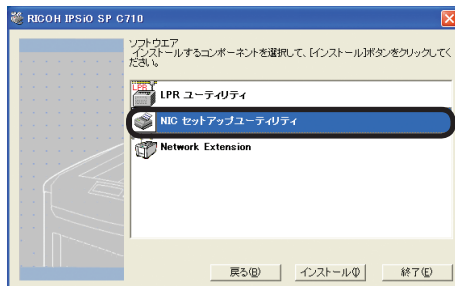 RICOH IPSiO SP C710
ソフトウエア
インストールするコンポーネントを選択して、[インストール]ボタンをクリックしてく
ださい。
LPR ユーティリティ
NIC セットアップユーティリティ
Network Extension
戻る(B) インストール(I) 終了(E)